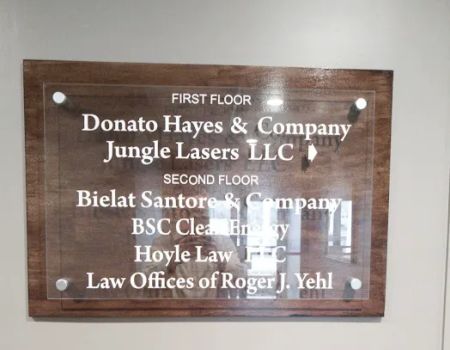 FIRST FLOOR
Donato Hayes & Company
Jungle Lasers LLC
SECOND FLOOR
Bielat Santore & Company
BSC Clean Energy
Hoyle Law LLC
Law Offices of Roger J. Yehl